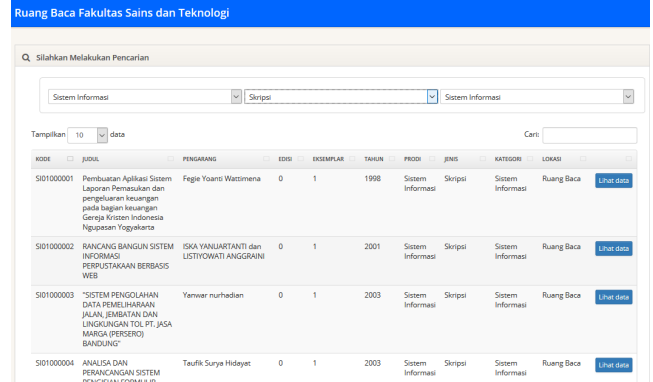 Ruang Baca Fakultas Sains dan Teknologi
Silahkan Melakukan Pencarian
Sistem Informasi Skripsi Sistem Informasi
Tampilkan 10 data Cari:
KODE JUDUL PENGARANG EDISI EKSEMPLAR TAHUN PRODI JENIS KATEGORI LOKASI
SI01000001 Pembuatan Aplikasi Sistem Fegie Yoanti Wattimena 0 1 1998 Sistem Skripsi Sistem Ruang Baca Lihat data
Laporan Pemasukan dan Informasi Informasi
pengeluaran keuangan
pada bagian keuangan
Gereja Kristen Indonesia
Ngupasan Yogyakarta
SI01000002 RANCANG BANGUN SISTEM ISKA YANUARTANTI dan 0 1 2001 Sistem Skripsi Sistem Ruang Baca Lihat data
INFORMASI LISTIYOWATI ANGGRAINI Informasi Informasi
PERPUSTAKAAN BERBASIS
WEB
SI01000003 "SISTEM PENGOLAHAN Yanwar nurhadian 0 1 2003 Sistem Skripsi Sistem Ruang Baca Lihat data
DATA PEMELIHARAAN Informasi Informasi
JALAN, JEMBATAN DAN
LINGKUNGAN TOL PT. JASA
MARGA (PERSERO)
BANDUNG"
SI01000004 ANALISA DAN Taufik Surya Hidayat 0 1 2003 Sistem Skripsi Sistem Ruang Baca Lihat data
PERANCANGAN SISTEM Informasi Informasi
PENGISIAN FORMULIR